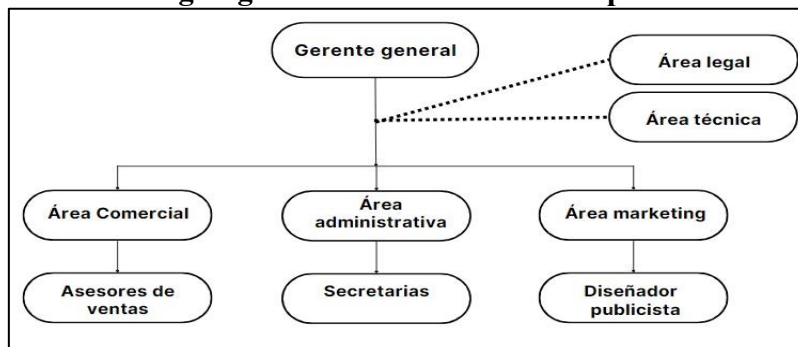 Gerente general
Área legal
Área técnica
Área Comercial
Área
administrativa
Área marketing
Asesores de
ventas
Secretarias
Diseñador
publicista